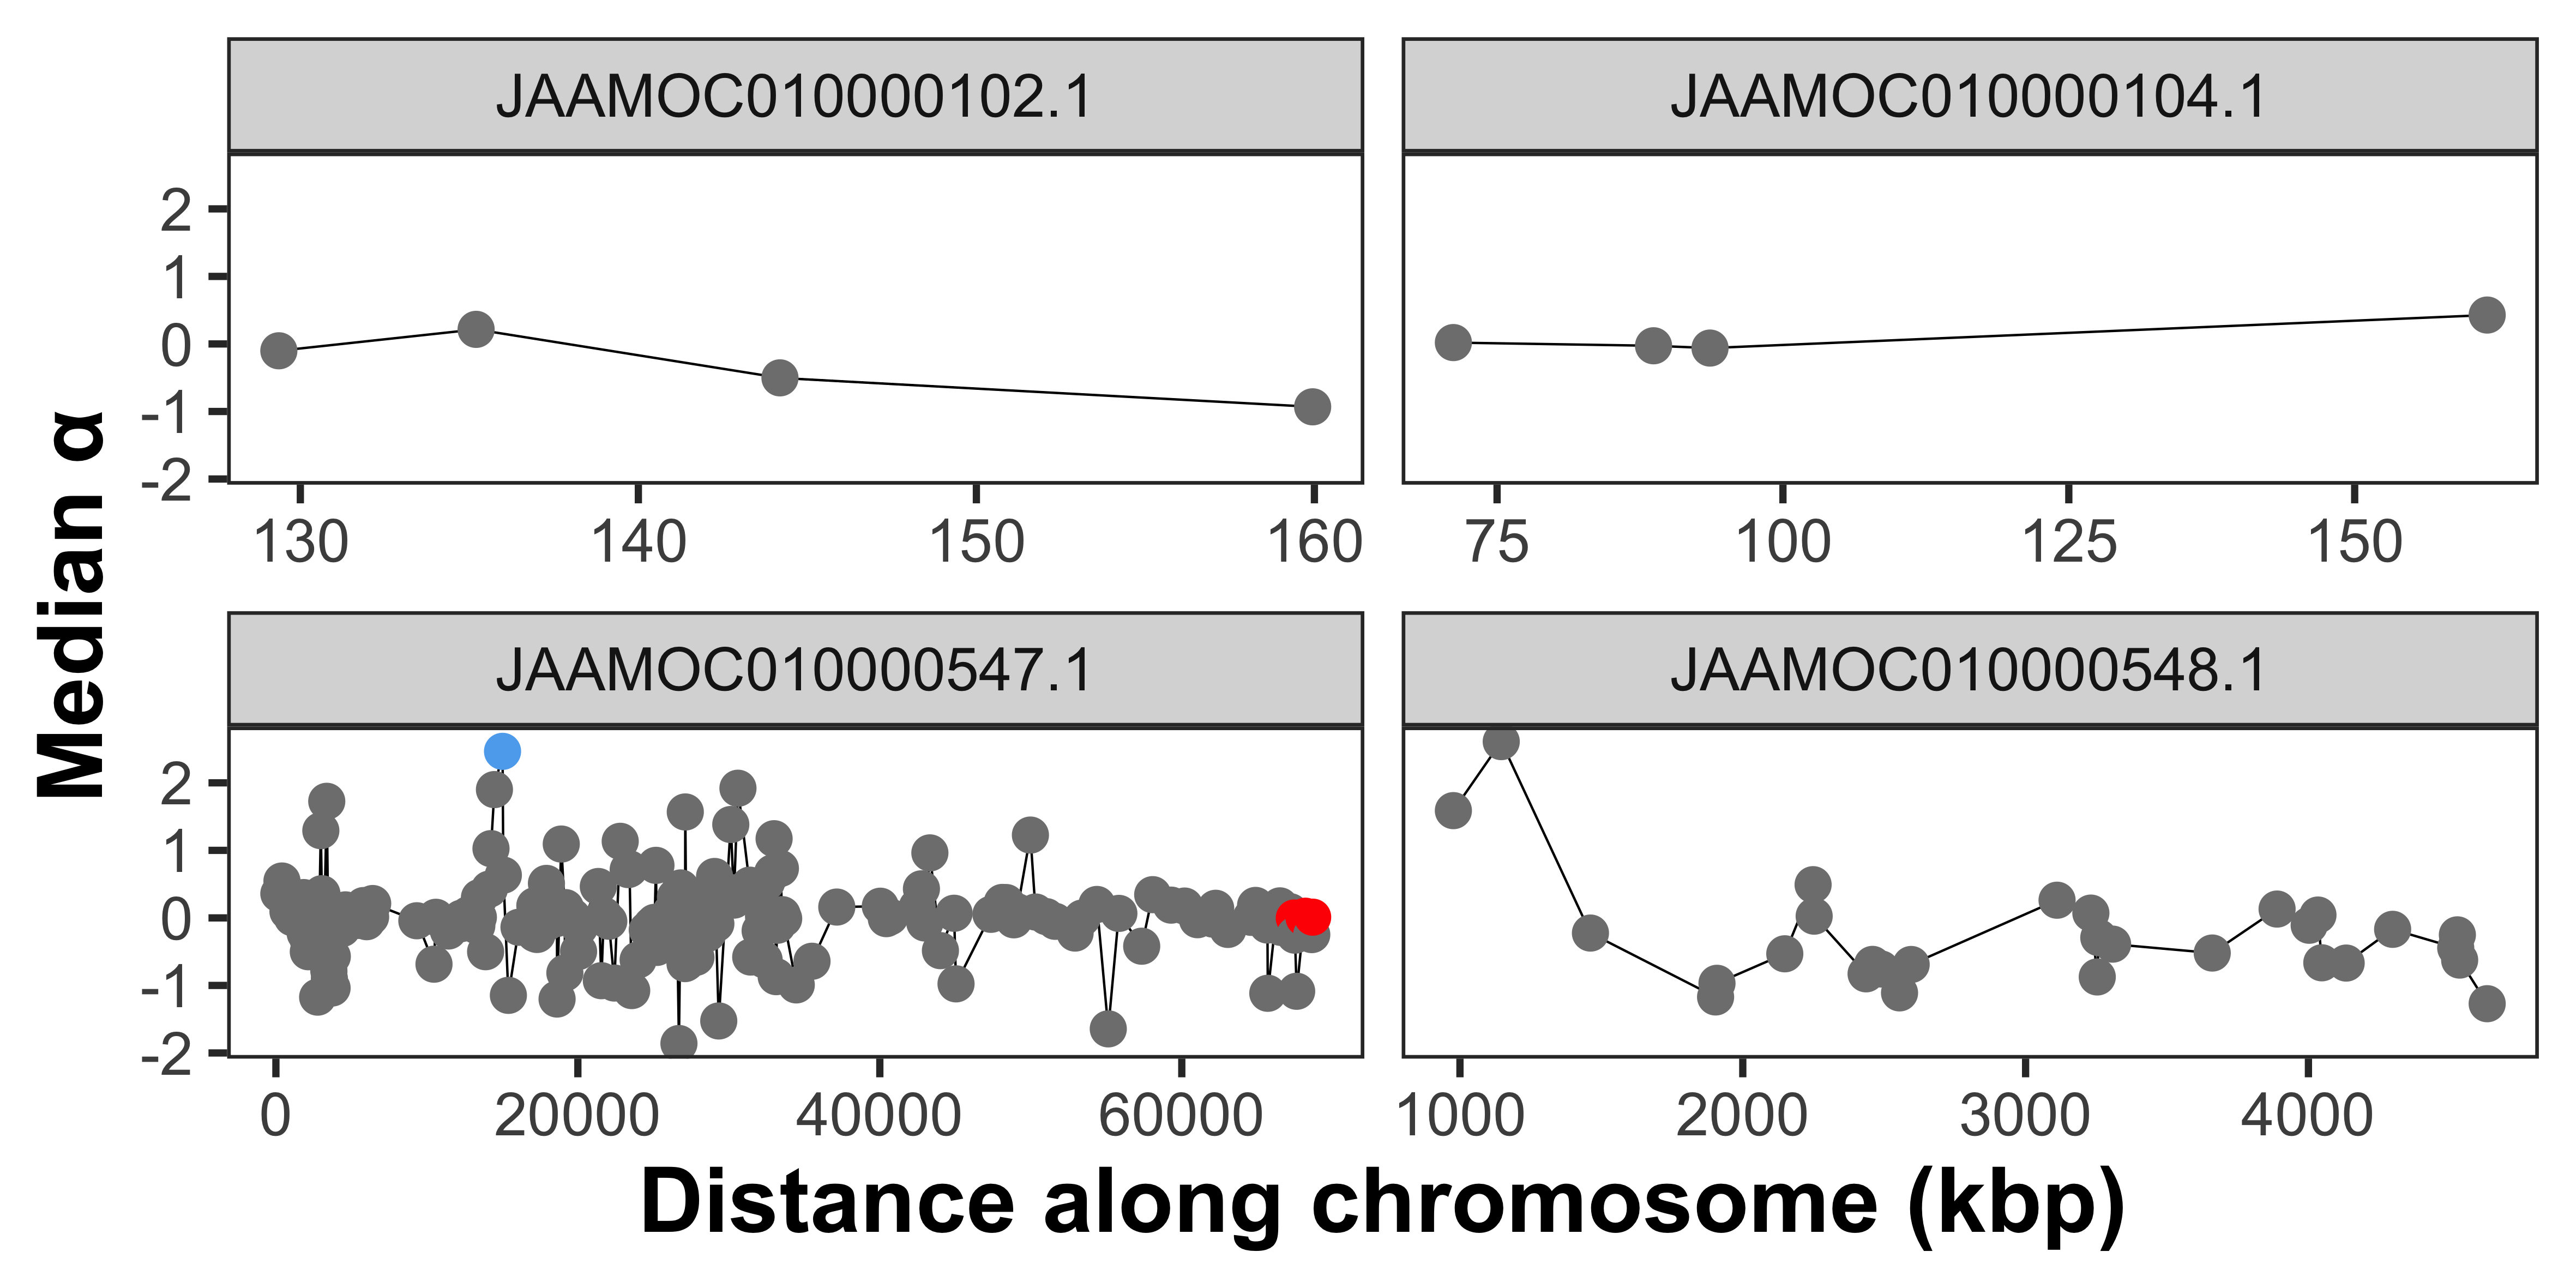 JAAMOC010000102.1
JAAMOC010000104.1
2
1
0
-1
-2
130 140 150 160
75 100 125 150
JAAMOC010000547.1
JAAMOC010000548.1
2
1
0
-1
-2
0 20000 40000 60000
1000 2000 3000 4000
Median α
Distance along chromosome (kbp)